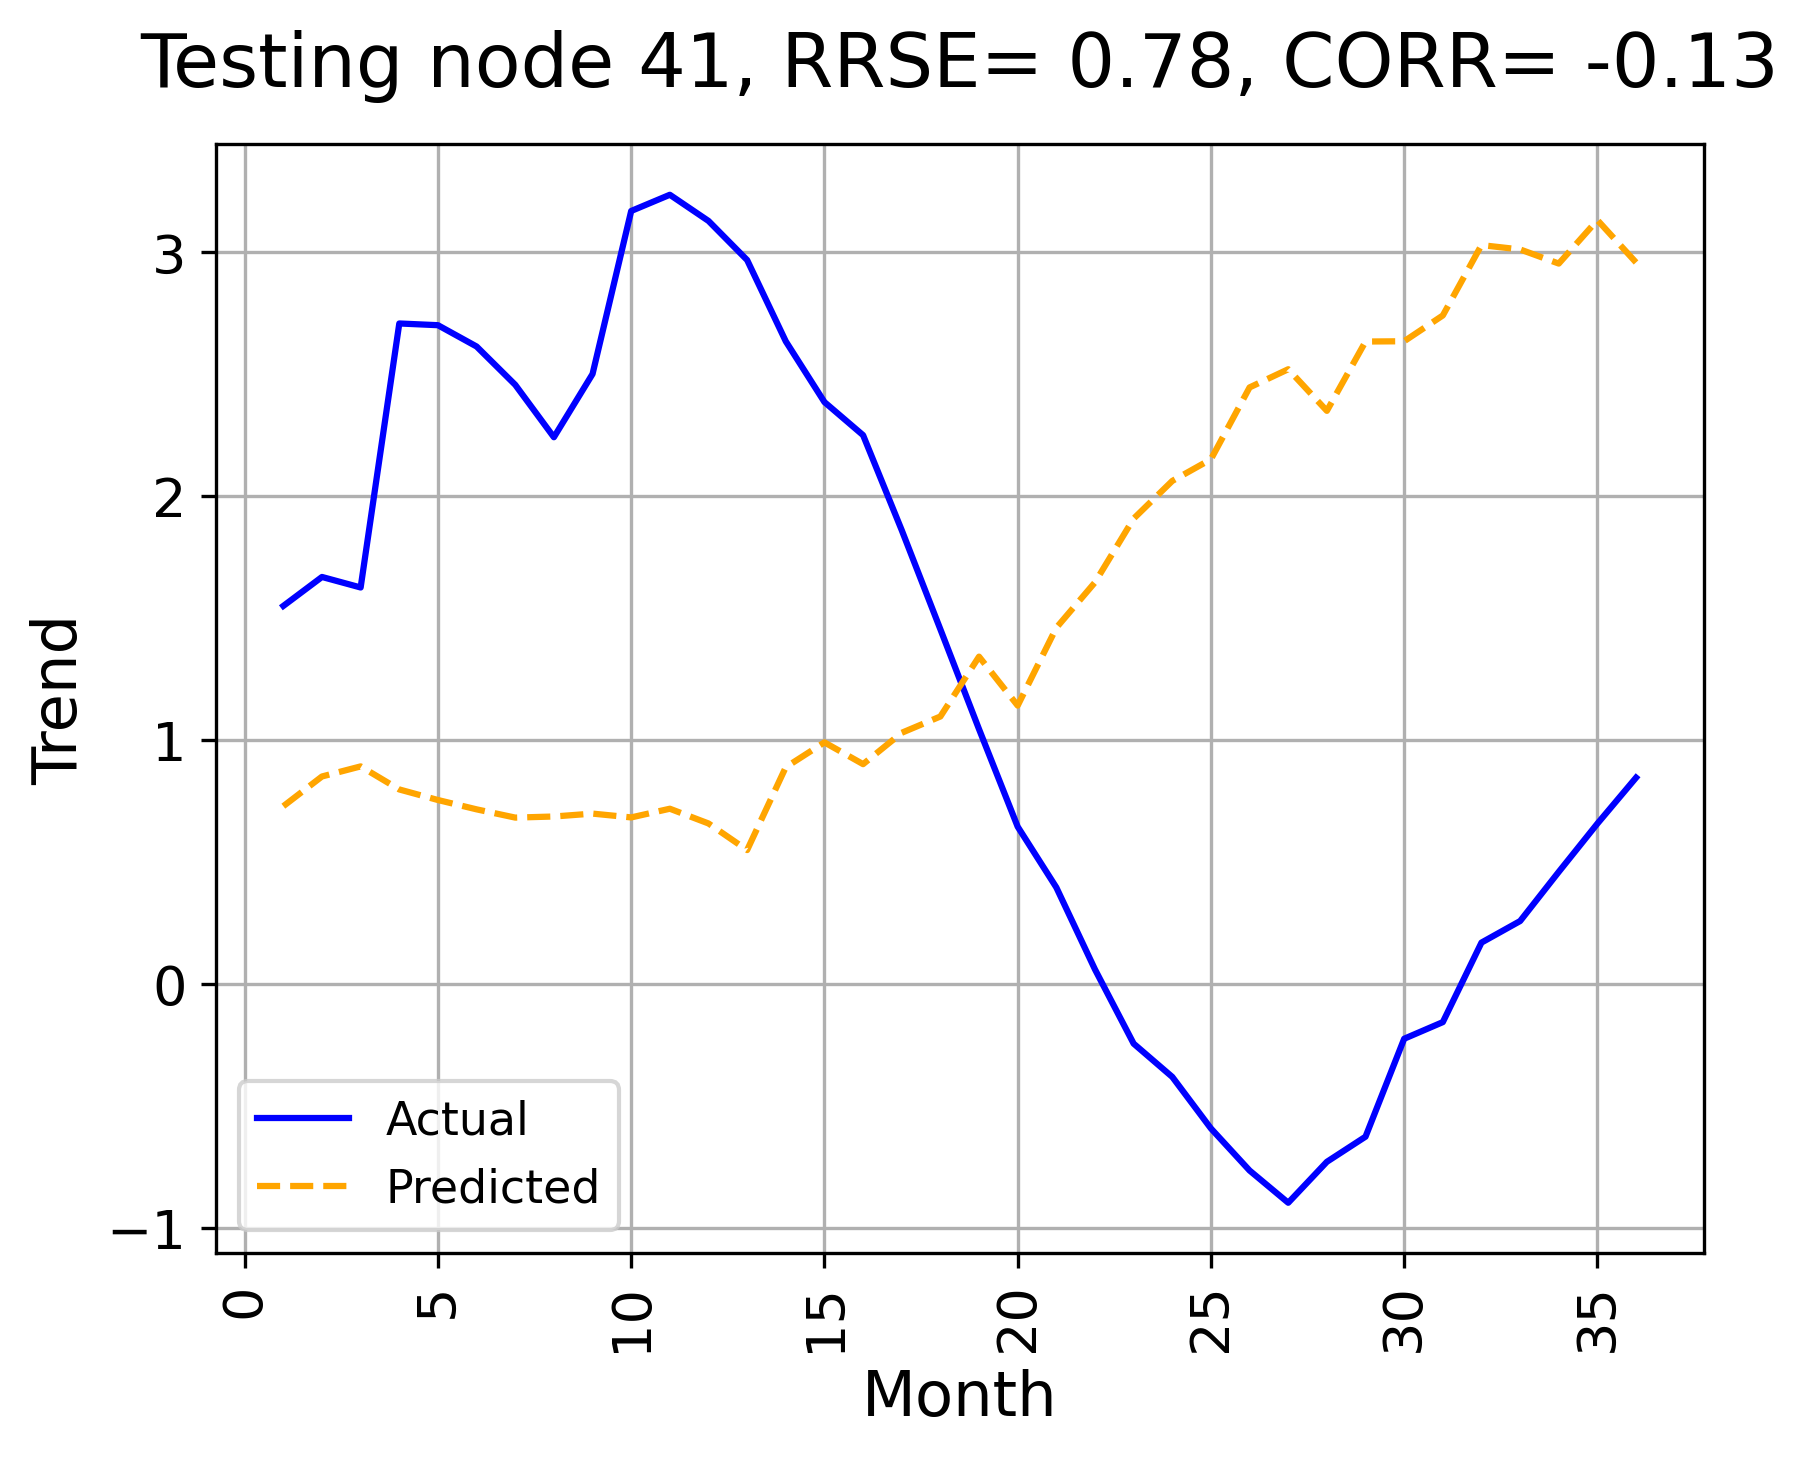 Testing node 41, RRSE= 0.78, CORR= -0.13
Trend
3
2
1
0
−1
Actual
Predicted
0 5 10 15 20 25 30 35
Month